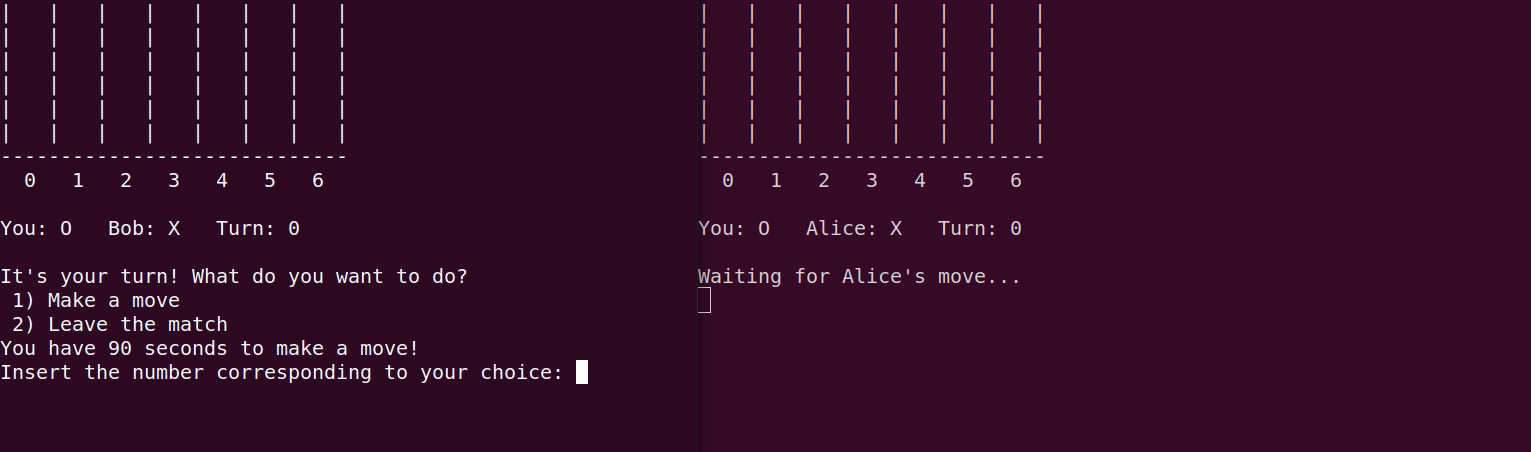 |   |   |   |   |   |   |   |
|   |   |   |   |   |   |   |
|   |   |   |   |   |   |   |
|   |   |   |   |   |   |   |
|   |   |   |   |   |   |   |
|   |   |   |   |   |   |   |
-----------------------------
  0   1   2   3   4   5   6
You: O   Bob: X   Turn: 0
It's your turn! What do you want to do?
 1) Make a move
 2) Leave the match
You have 90 seconds to make a move!
Insert the number corresponding to your choice:
|   |   |   |   |   |   |   |
|   |   |   |   |   |   |   |
|   |   |   |   |   |   |   |
|   |   |   |   |   |   |   |
|   |   |   |   |   |   |   |
|   |   |   |   |   |   |   |
-----------------------------
  0   1   2   3   4   5   6
You: O   Alice: X   Turn: 0
Waiting for Alice's move...